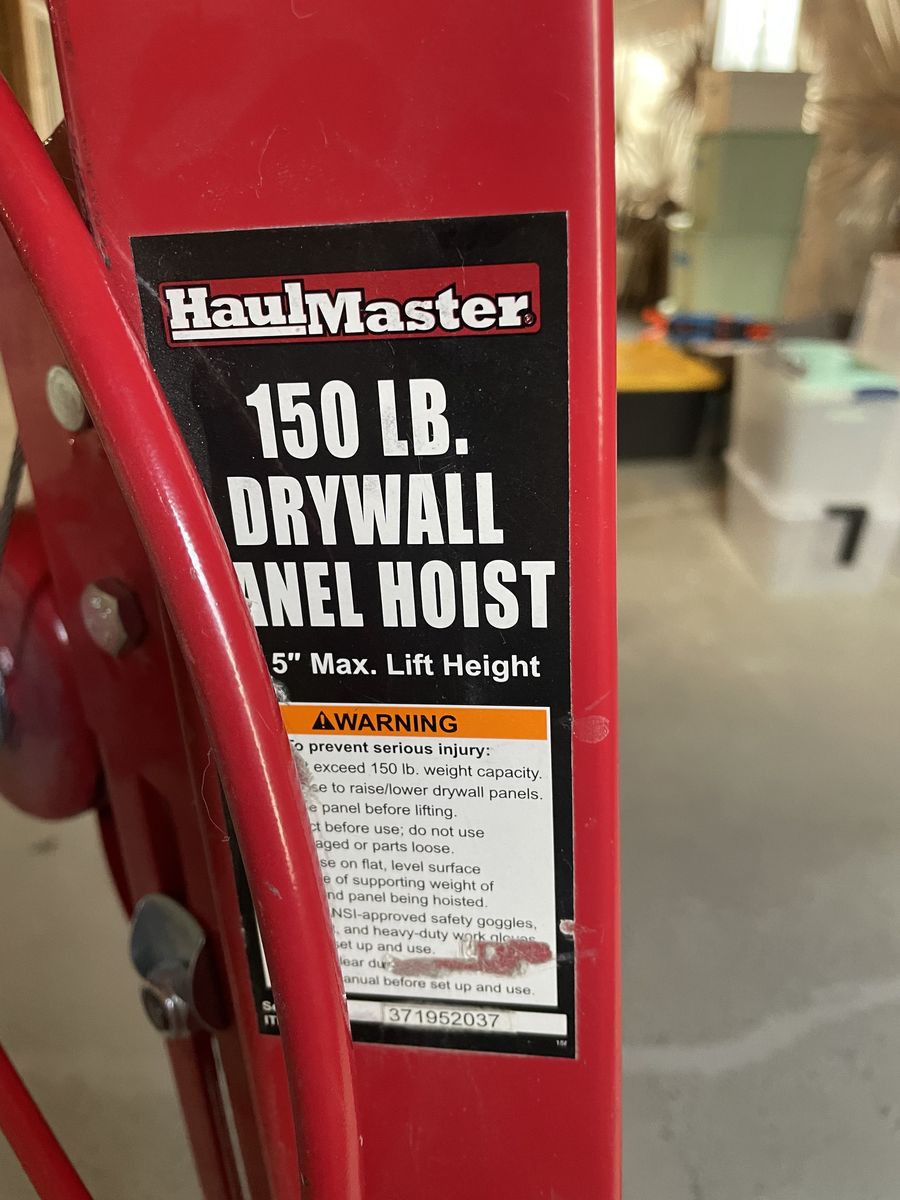 HaulMaster®
150 LB.
DRYWALL
ANEL HOIST
5″ Max. Lift Height
⚠WARNING
To prevent serious injury:
exceed 150 lb. weight capacity.
se to raise/lower drywall panels.
e panel before lifting.
ct before use; do not use
aged or parts loose.
se on flat, level surface
e of supporting weight of
nd panel being hoisted.
NSI-approved safety goggles,
, and heavy-duty work gloves
set up and use.
lear du
anual before set up and use.
371952037
7